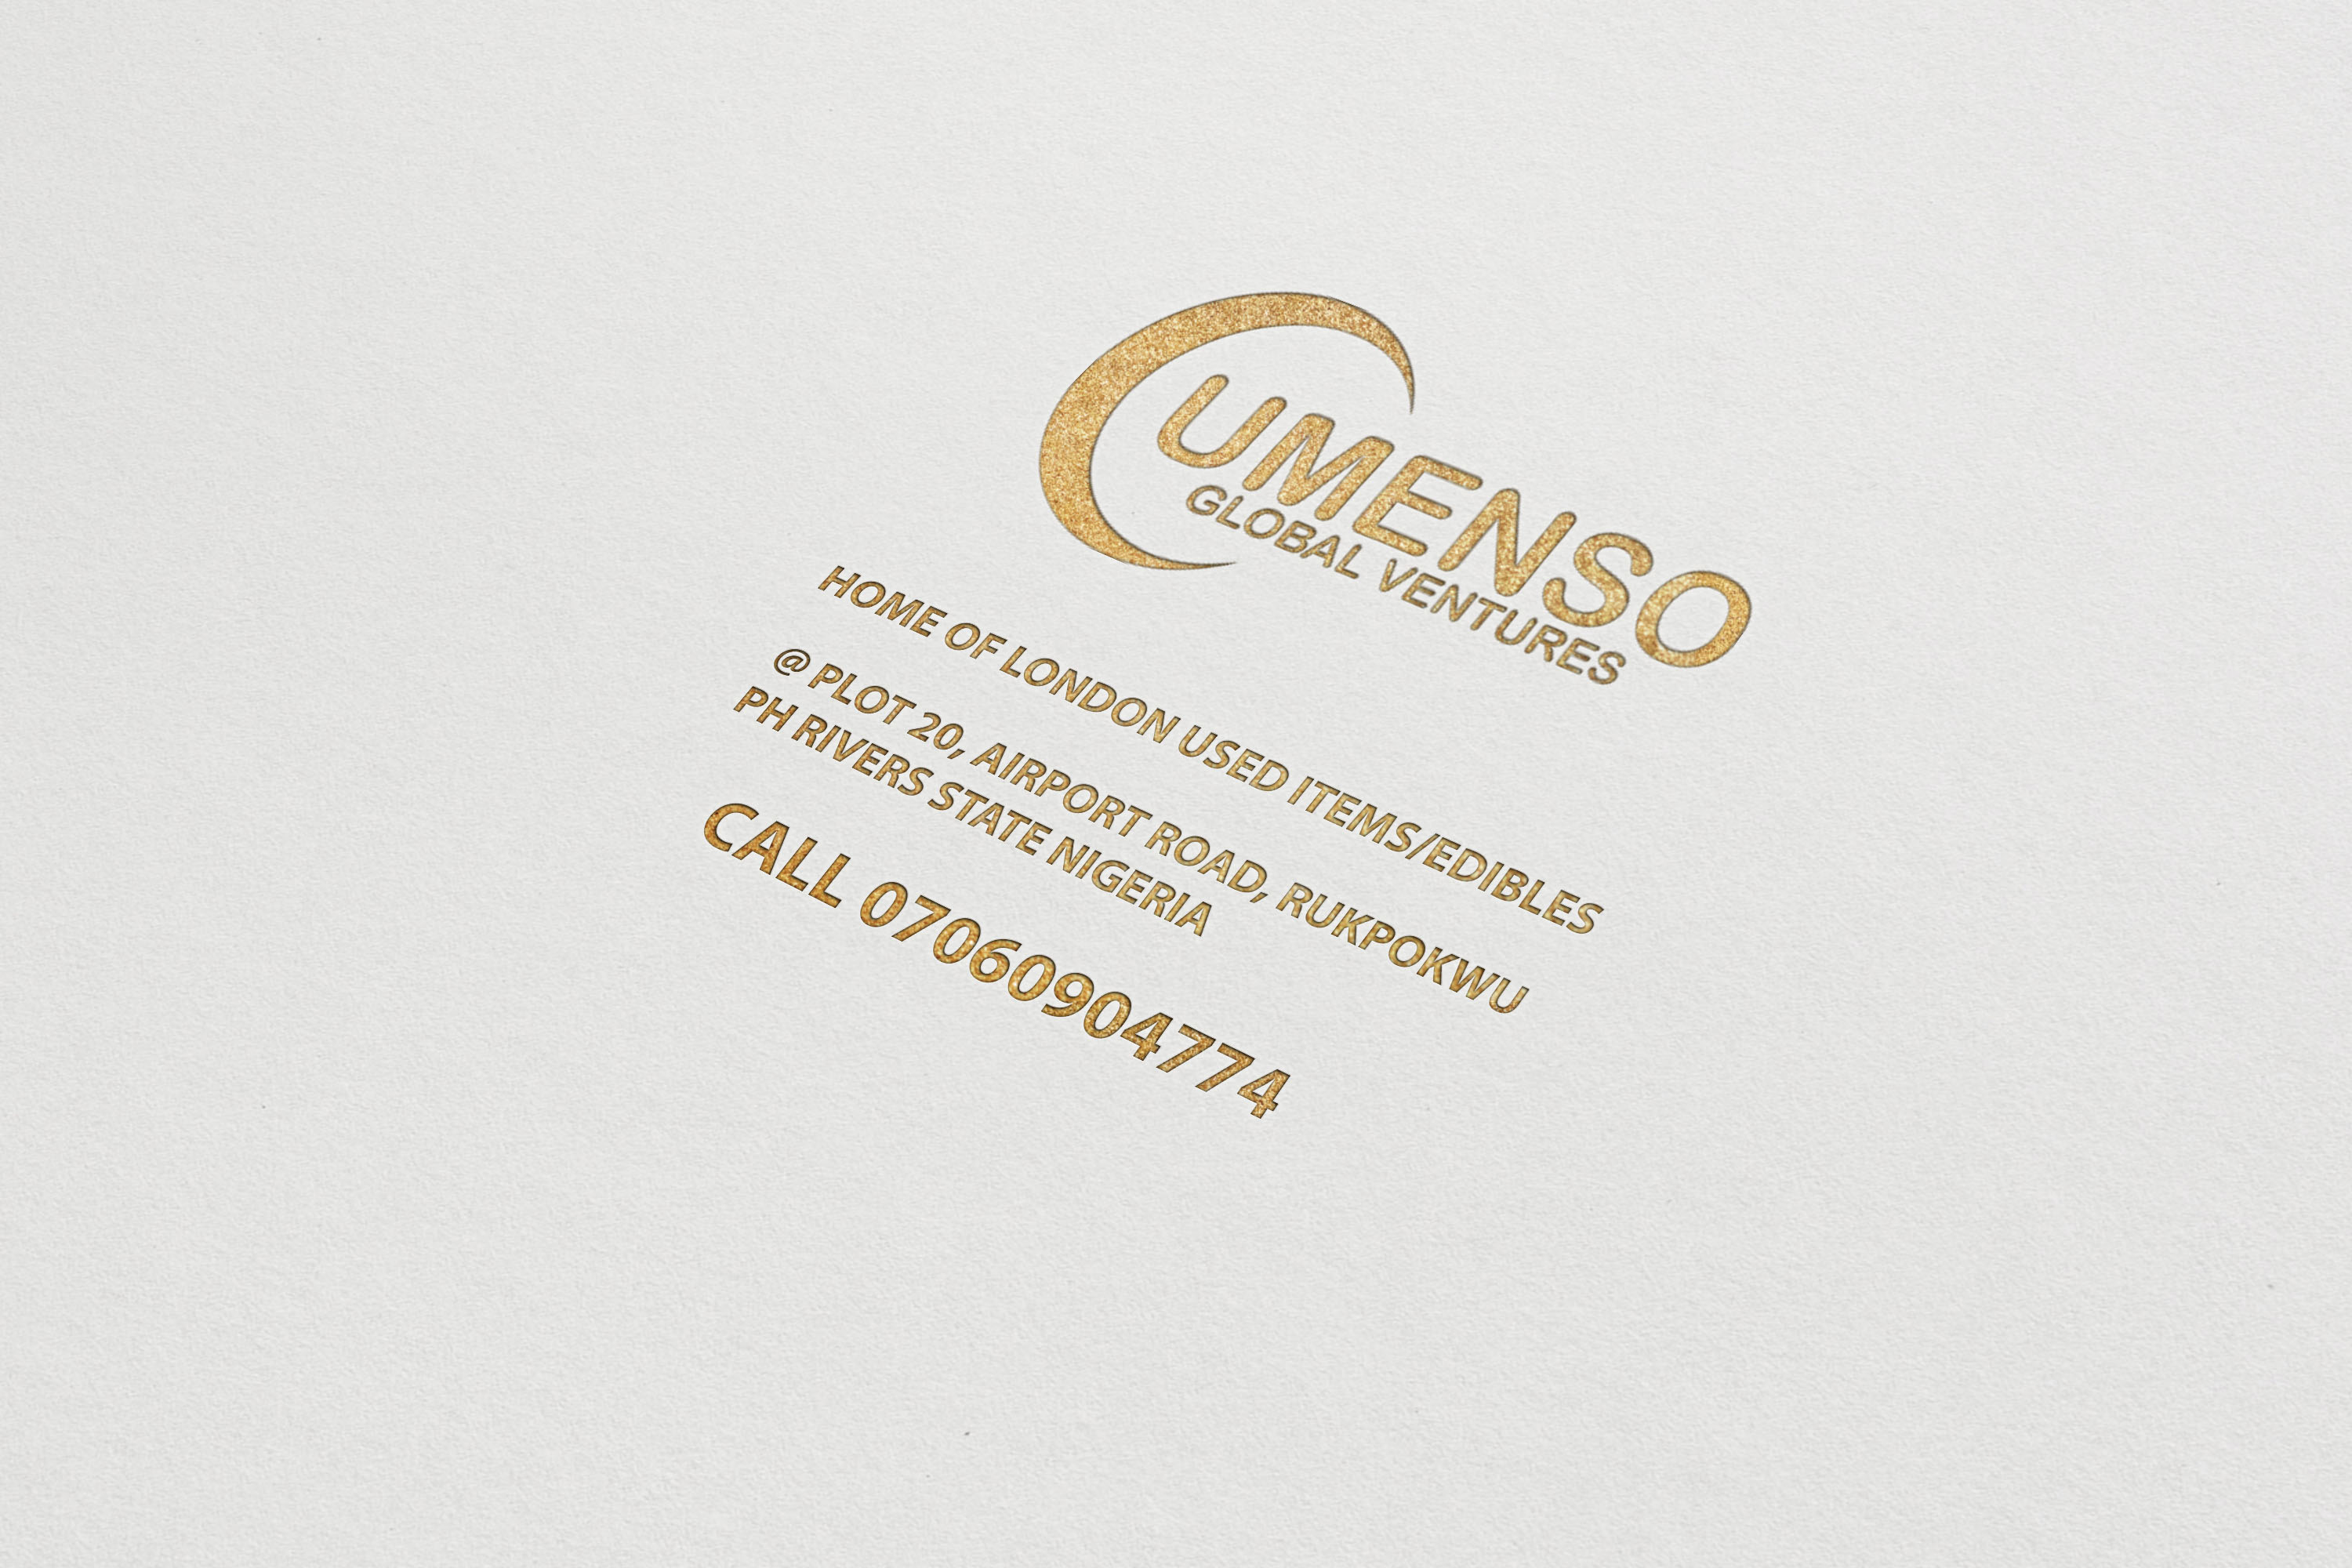 UMENSO
GLOBAL VENTURES
HOME OF LONDON USED ITEMS/EDIBLES
@ PLOT 20, AIRPORT ROAD, RUKPOKWU
PH RIVERS STATE NIGERIA
CALL 07060904774